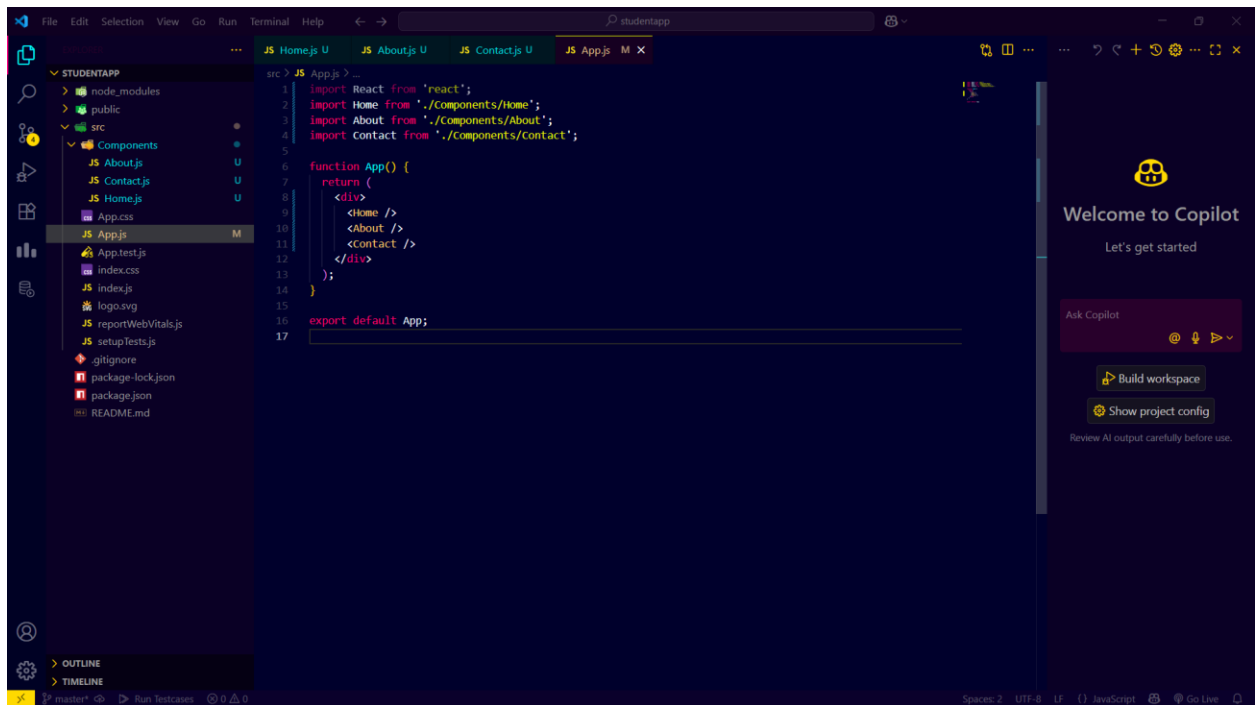 File Edit Selection View Go Run Terminal Help
studentapp
JS Home.js U JS About.js U JS Contact.js U JS App.js M
STUDENTAPP
node_modules
public
src
Components
JS About.js U
JS Contact.js U
JS Home.js U
App.css
JS App.js M
App.test.js
index.css
JS index.js
logo.svg
JS reportWebVitals.js
JS setupTests.js
.gitignore
package-lock.json
package.json
README.md
OUTLINE
TIMELINE
src > JS App.js > ...
1 import React from 'react';
2 import Home from './Components/Home';
3 import About from './Components/About';
4 import Contact from './Components/Contact';
5
6 function App() {
7 return (
8 <div>
9 <Home />
10 <About />
11 <Contact />
12 </div>
13 );
14 }
15
16 export default App;
17
Welcome to Copilot
Let's get started
Ask Copilot
Build workspace
Show project config
Review AI output carefully before use.
4
master* Run Testcases 0 0
Spaces: 2 UTF-8 LF {} JavaScript Go Live